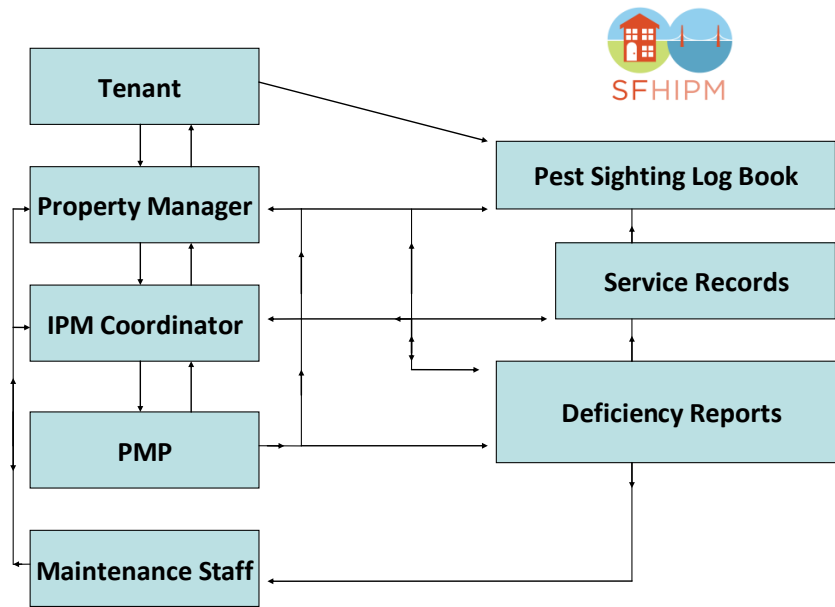 SFHIPM
Tenant
Pest Sighting Log Book
Property Manager
Service Records
IPM Coordinator
Deficiency Reports
PMP
Maintenance Staff